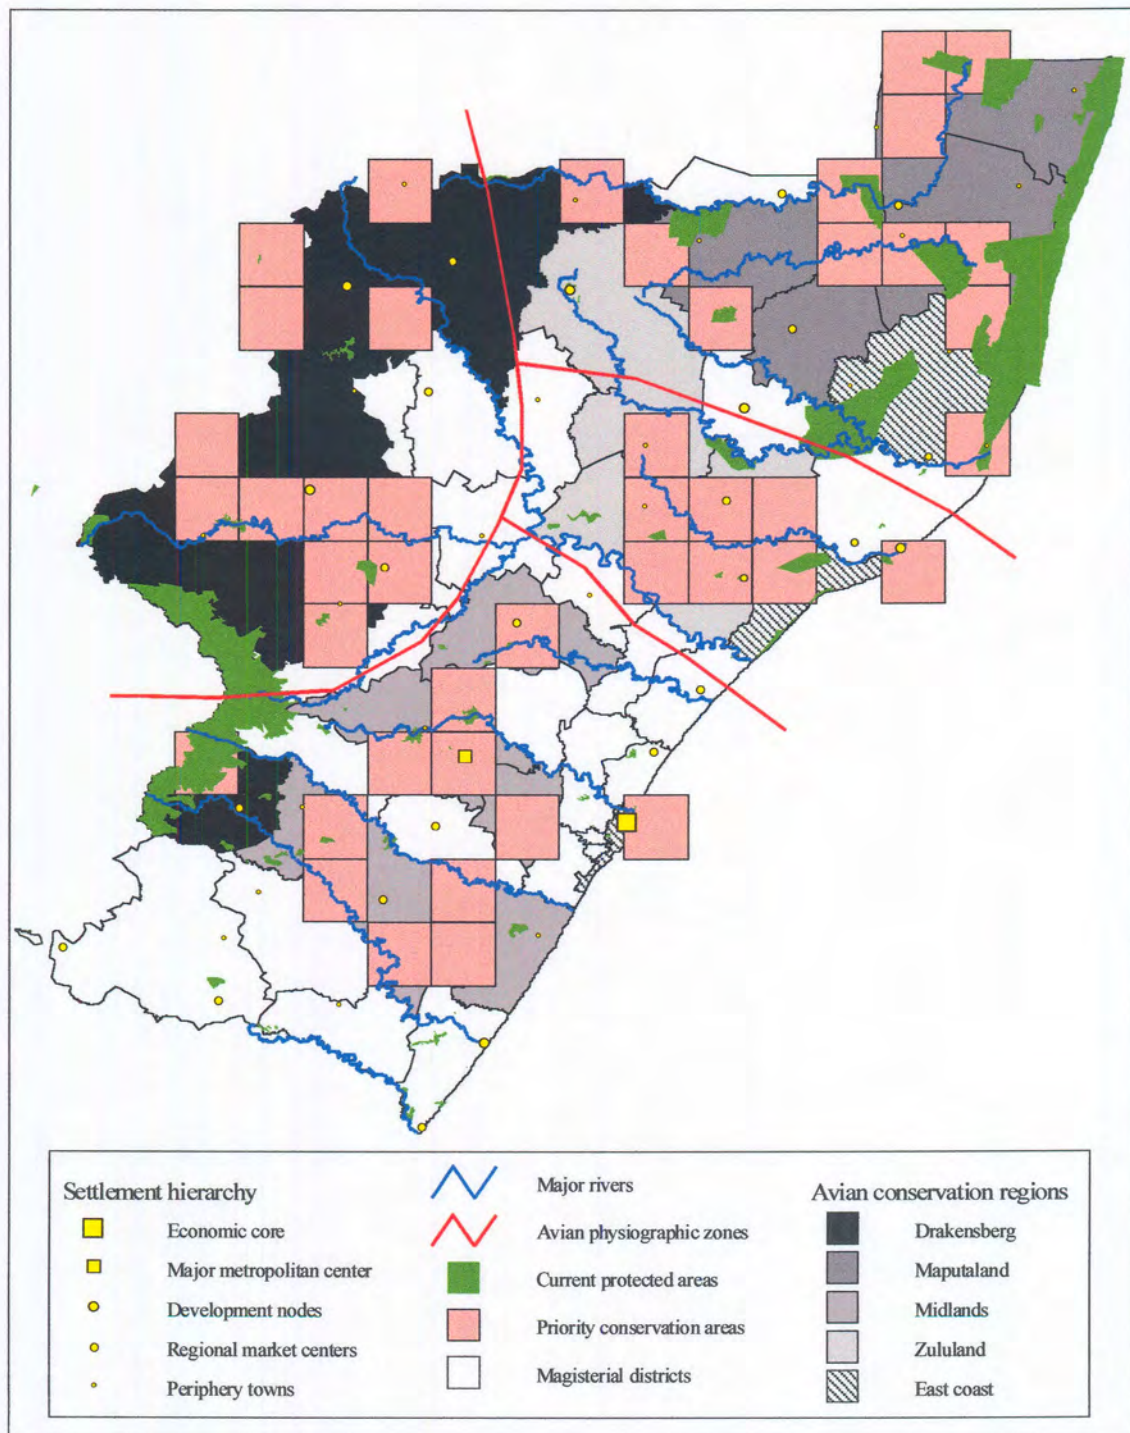 Settlement hierarchy
Economic core
Major metropolitan center
Development nodes
Regional market centers
Periphery towns
Major rivers
Avian physiographic zones
Current protected areas
Priority conservation areas
Magisterial districts
Avian conservation regions
Drakensberg
Maputaland
Midlands
Zululand
East coast